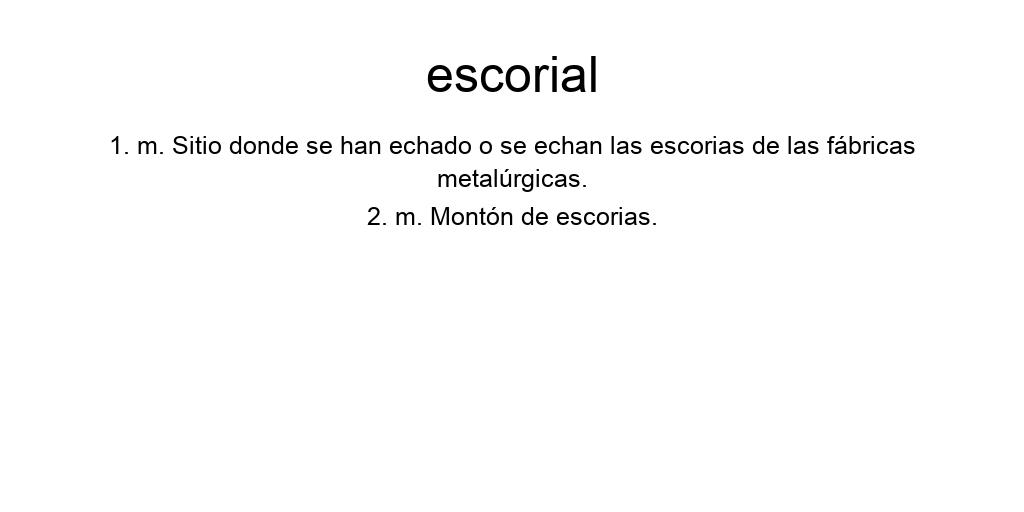 escorial
1. m. Sitio donde se han echado o se echan las escorias de las fábricas
metalúrgicas.
2. m. Montón de escorias.